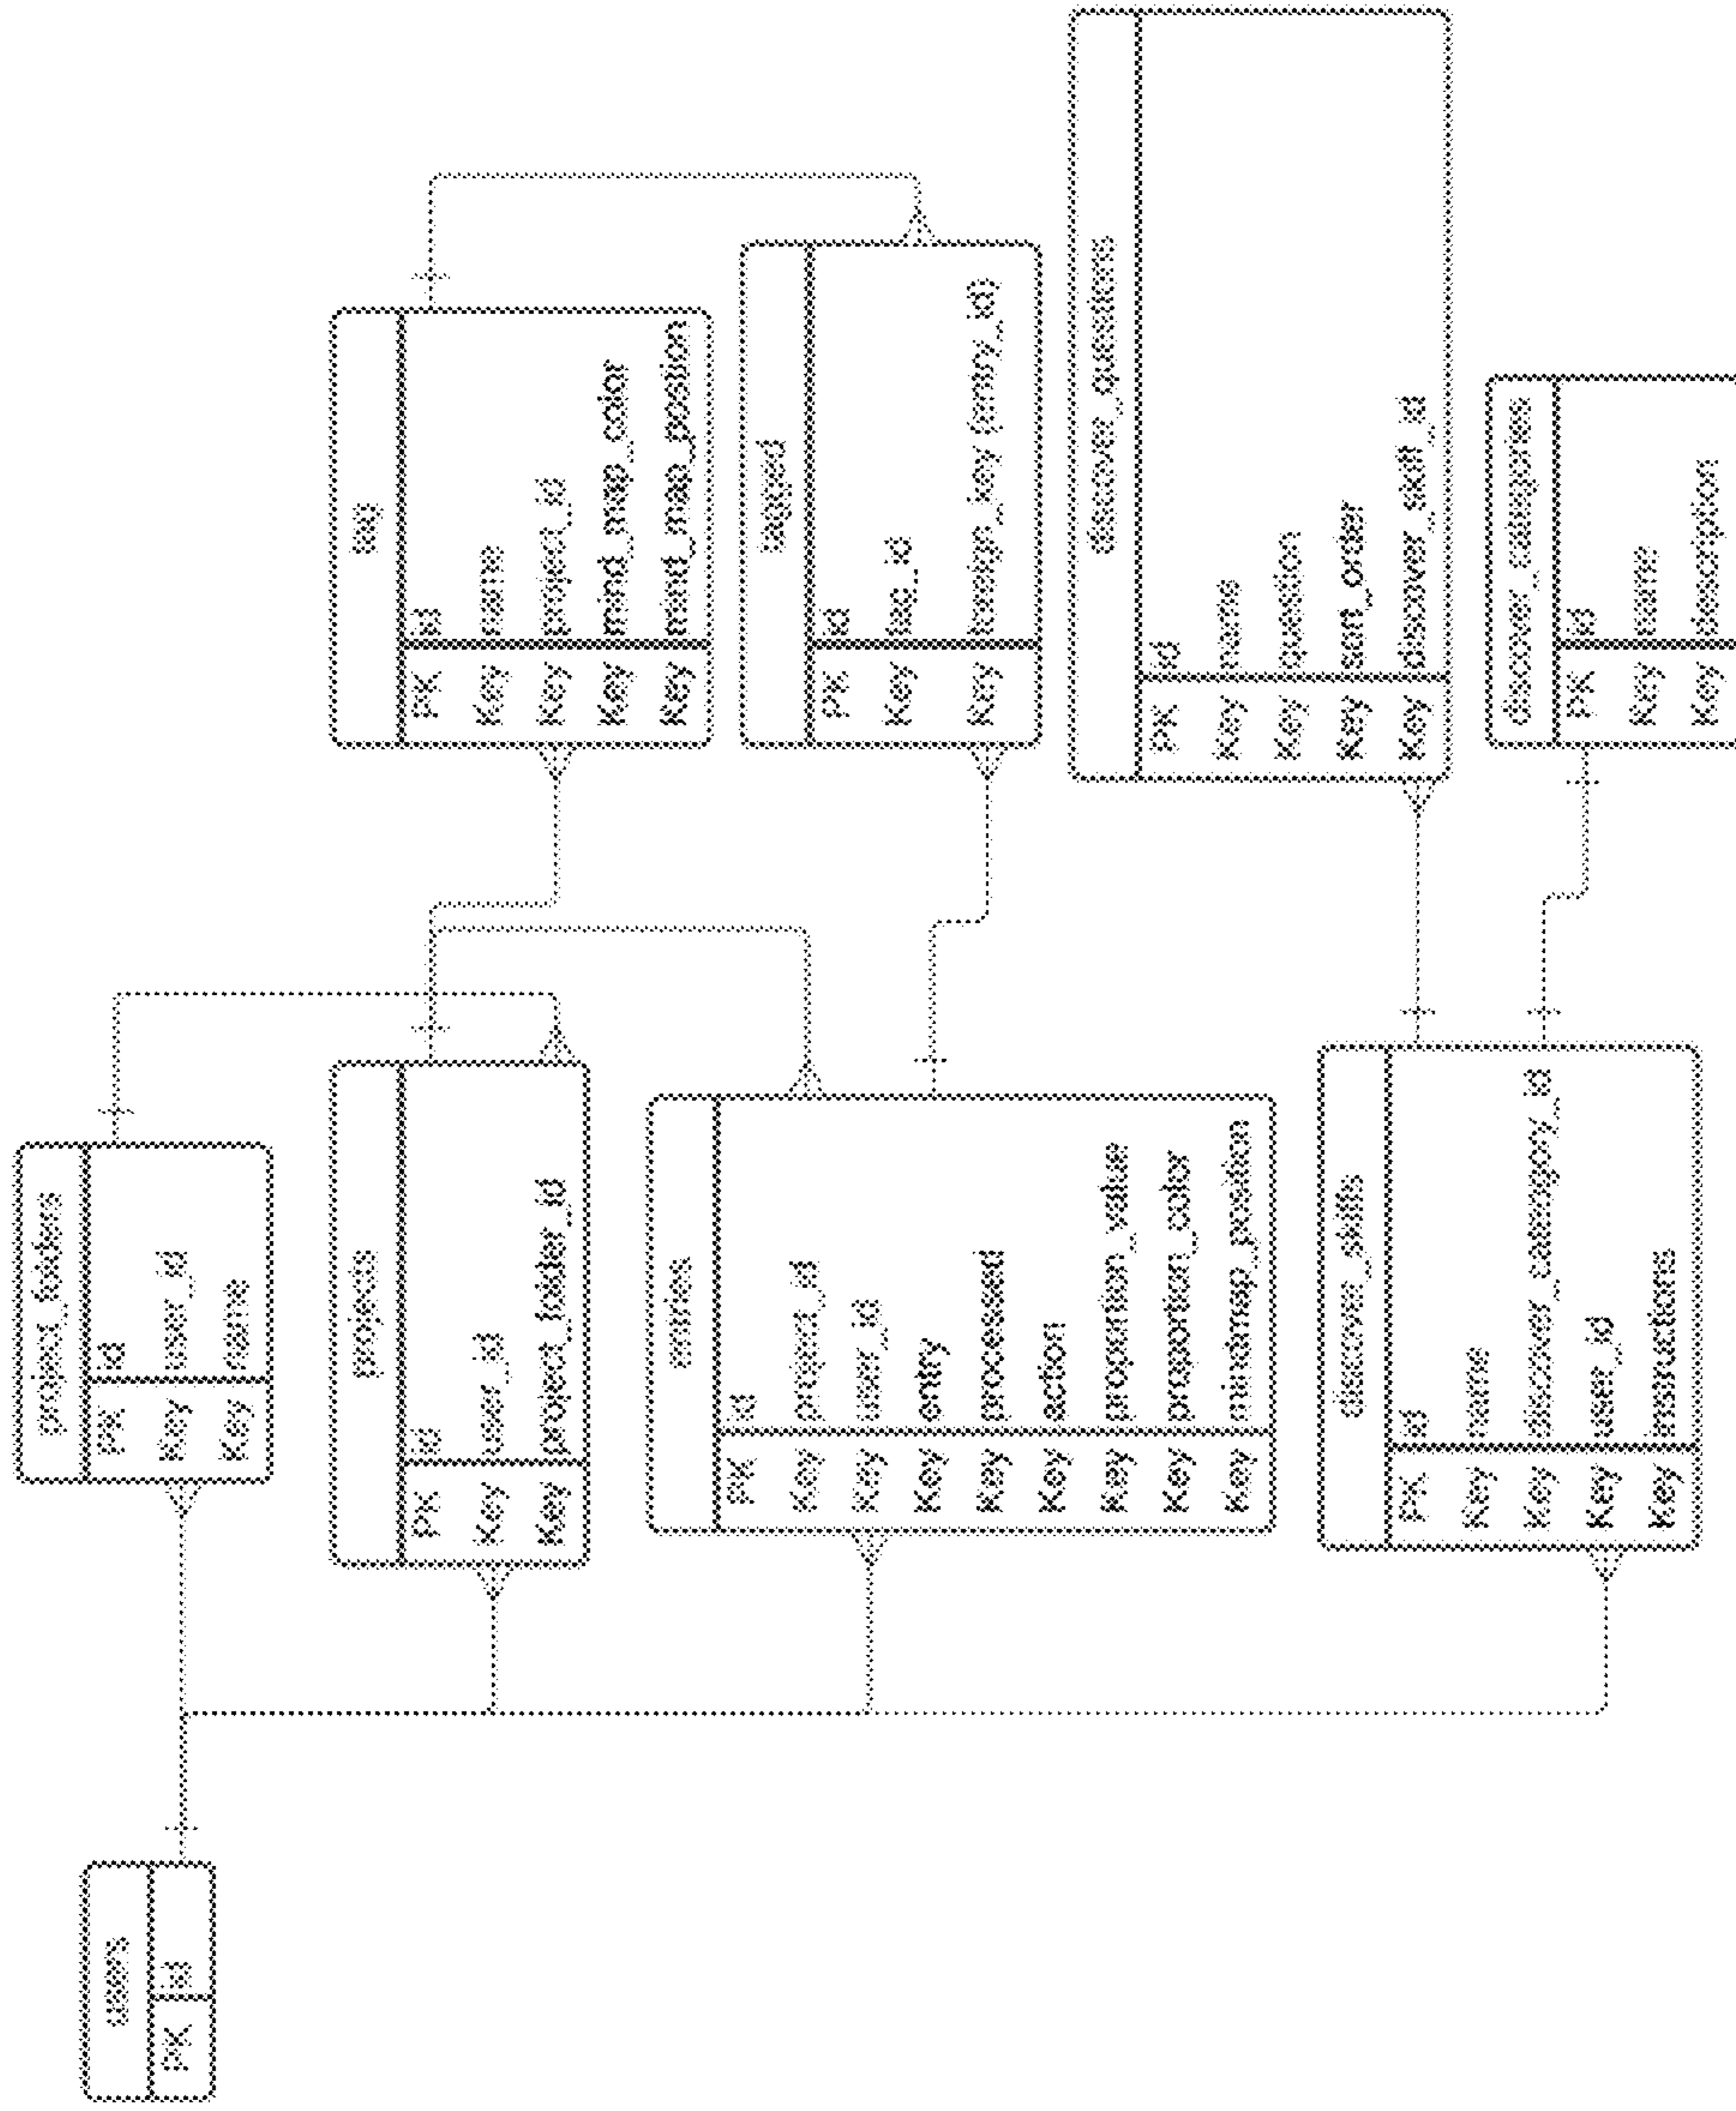 users
PK id
project_folders
PK id
Key user_id
Key name
projects
PK id
Key user_id
Key project_folder_id
entries
PK id
Key project_id
Key user_id
Key entry
Key processed
Key action
Key proportion_value
Key proportion_color
Key mindmap_position
discover_skills
PK id
Key name
Key discover_category_id
Key user_id
Key instructions
tag
PK id
Key name
Key project_id
Key mind_map_color
Key mind_map_position
tagged
PK id
Key tag_id
Key foreign_key (entry_id)
discover_questions
PK id
Key name
Key question
Key sort_order
Key discover_skill_id
discover_categories
PK id
Key name
Key description